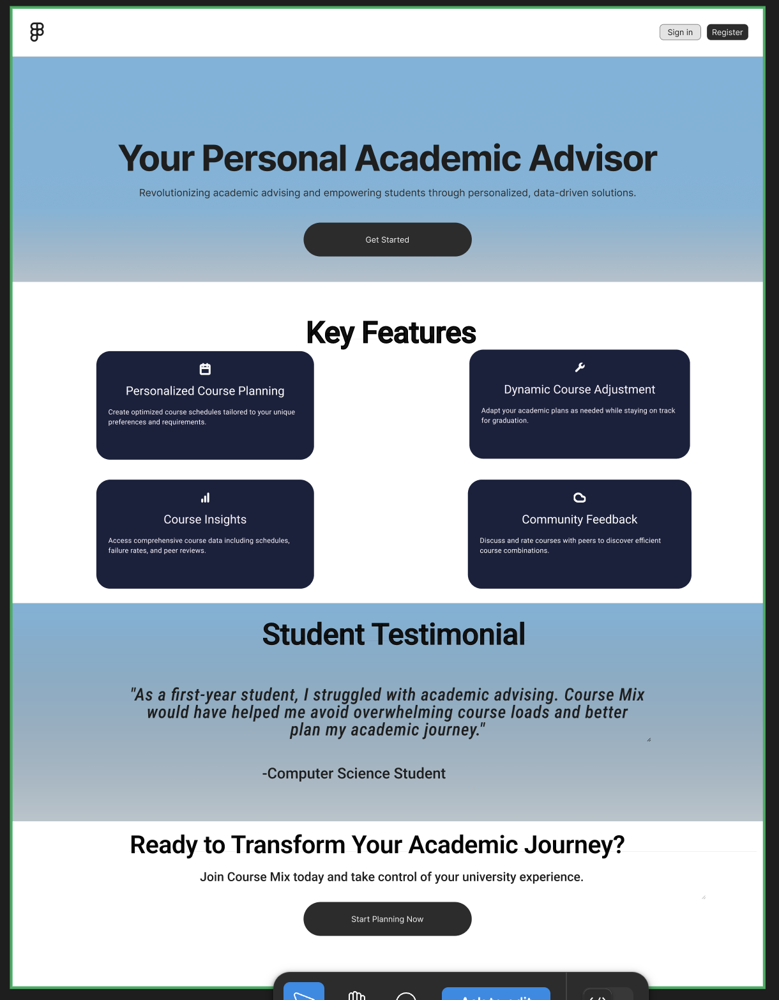 Sign in
Register
Your Personal Academic Advisor
Revolutionizing academic advising and empowering students through personalized, data-driven solutions.
Get Started
Key Features
Personalized Course Planning
Create optimized course schedules tailored to your unique
preferences and requirements.
Dynamic Course Adjustment
Adapt your academic plans as needed while staying on track
for graduation.
Course Insights
Access comprehensive course data including schedules,
failure rates, and peer reviews.
Community Feedback
Discuss and rate courses with peers to discover efficient
course combinations.
Student Testimonial
"As a first-year student, I struggled with academic advising. Course Mix
would have helped me avoid overwhelming course loads and better
plan my academic journey."
-Computer Science Student
Ready to Transform Your Academic Journey?
Join Course Mix today and take control of your university experience.
Start Planning Now